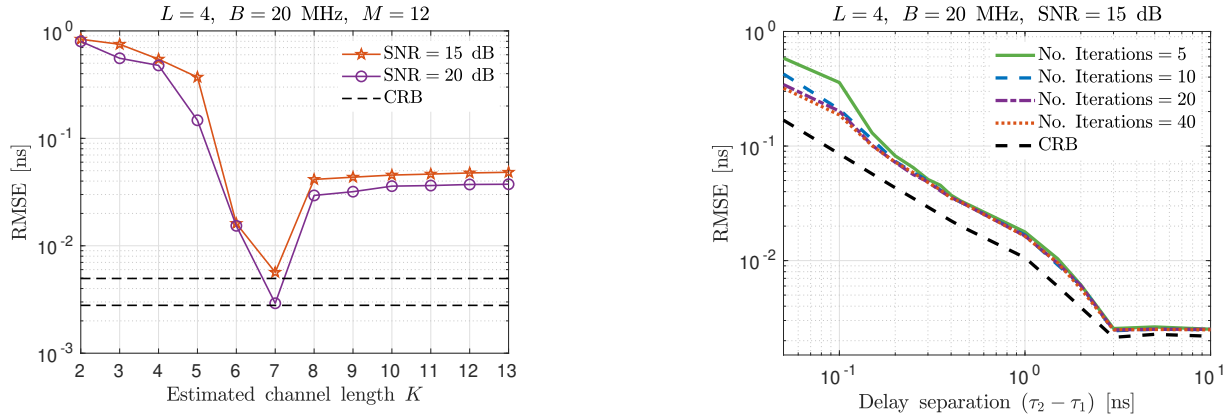 L = 4, B = 20 MHz, M = 12
RMSE [ns]
10^0
10^-1
10^-2
10^-3
SNR = 15 dB
SNR = 20 dB
CRB
2 3 4 5 6 7 8 9 10 11 12 13
Estimated channel length K
L = 4, B = 20 MHz, SNR = 15 dB
RMSE [ns]
10^0
10^-1
10^-2
No. Iterations = 5
No. Iterations = 10
No. Iterations = 20
No. Iterations = 40
CRB
10^-1 10^0 10^1
Delay separation (τ_2 − τ_1) [ns]